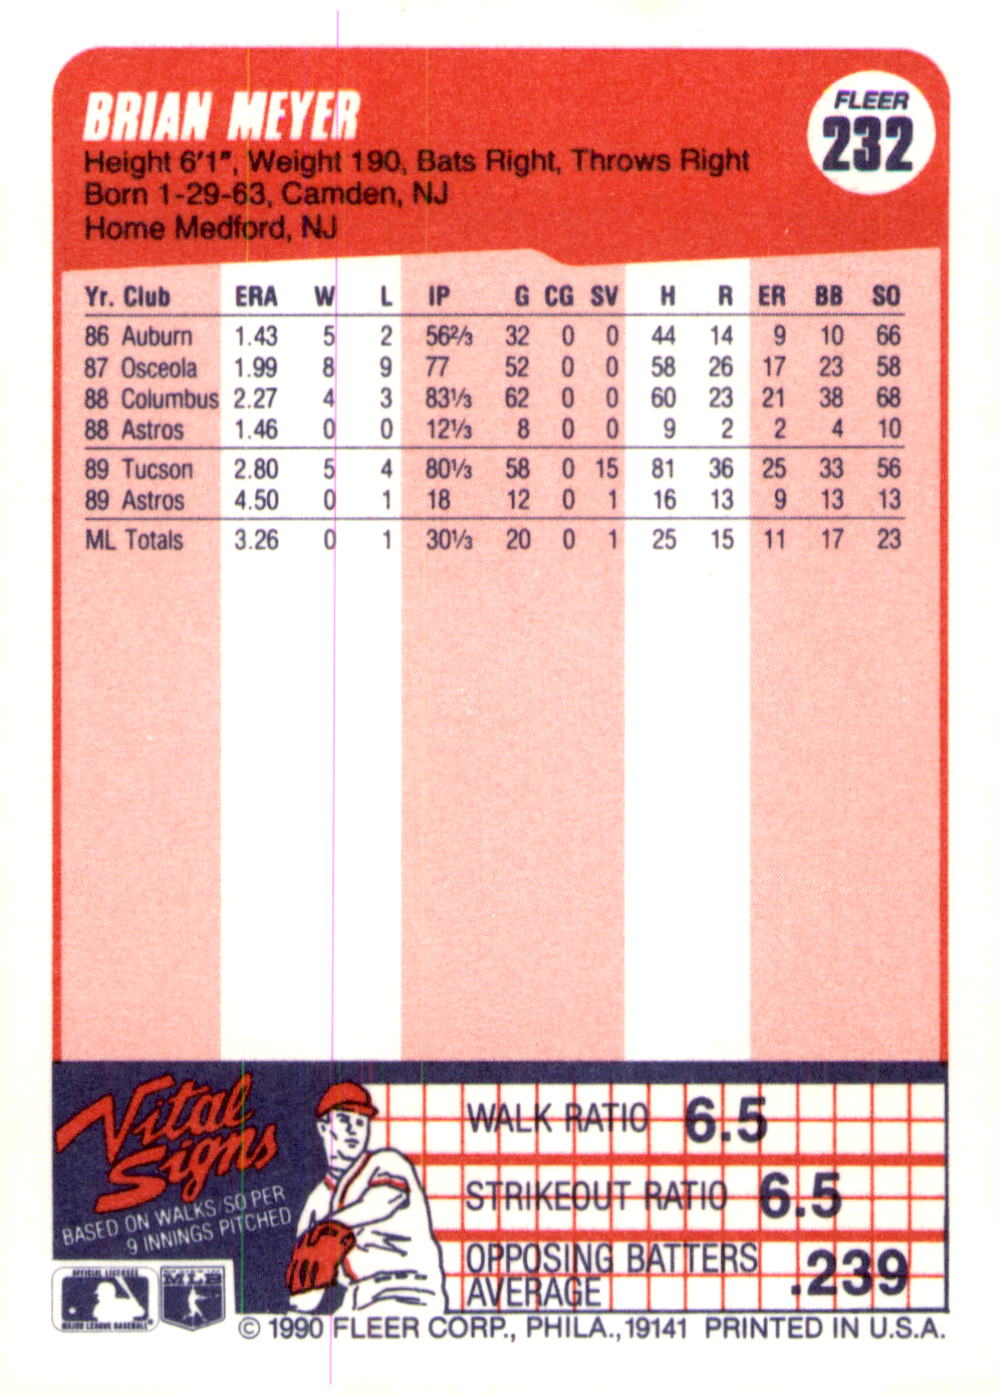 BRIAN MEYER
FLEER
232
Height 6'1", Weight 190, Bats Right, Throws Right
Born 1-29-63, Camden, NJ
Home Medford, NJ
Yr. Club ERA W L IP G CG SV H R ER BB SO
86 Auburn 1.43 5 2 56⅔ 32 0 0 44 14 9 10 66
87 Osceola 1.99 8 9 77 52 0 0 58 26 17 23 58
88 Columbus 2.27 4 3 83⅓ 62 0 0 60 23 21 38 68
88 Astros 1.46 0 0 12⅓ 8 0 0 9 2 2 4 10
89 Tucson 2.80 5 4 80⅓ 58 0 15 81 36 25 33 56
89 Astros 4.50 0 1 18 12 0 1 16 13 9 13 13
ML Totals 3.26 0 1 30⅓ 20 0 1 25 15 11 17 23
Vital
Signs
BASED ON WALKS/SO PER
9 INNINGS PITCHED
WALK RATIO 6.5
STRIKEOUT RATIO 6.5
OPPOSING BATTERS
AVERAGE .239
OFFICIAL LICENSEE
MAJOR LEAGUE BASEBALL
MLB
© 1990 FLEER CORP., PHILA., 19141 PRINTED IN U.S.A.